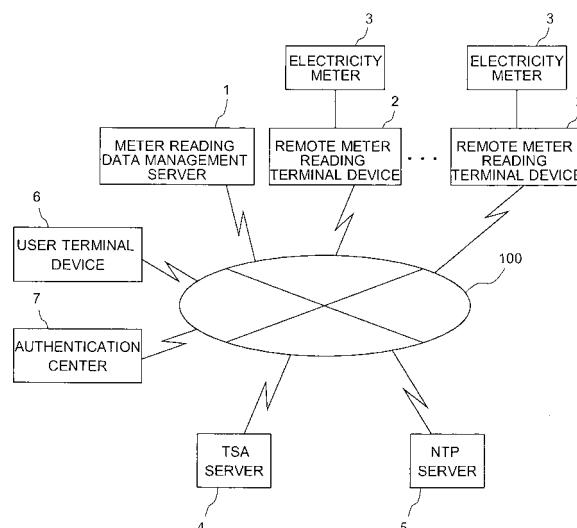 3
3
ELECTRICITY
METER
ELECTRICITY
METER
1
2
METER READING
DATA MANAGEMENT
SERVER
REMOTE METER
READING
TERMINAL DEVICE
...
REMOTE METER
READING
TERMINAL DEVICE
6
USER TERMINAL
DEVICE
100
7
AUTHENTICATION
CENTER
TSA
SERVER
NTP
SERVER
4
5